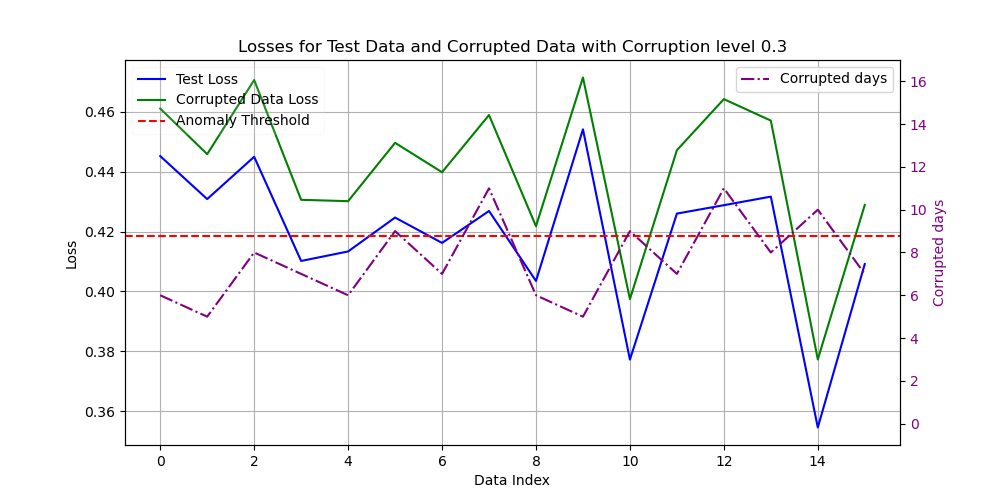 Losses for Test Data and Corrupted Data with Corruption level 0.3
Test Loss
Corrupted Data Loss
Anomaly Threshold
Corrupted days
Loss
0.46
0.44
0.42
0.40
0.38
0.36
16
14
12
10
8
6
4
2
0
Corrupted days
0 2 4 6 8 10 12 14
Data Index